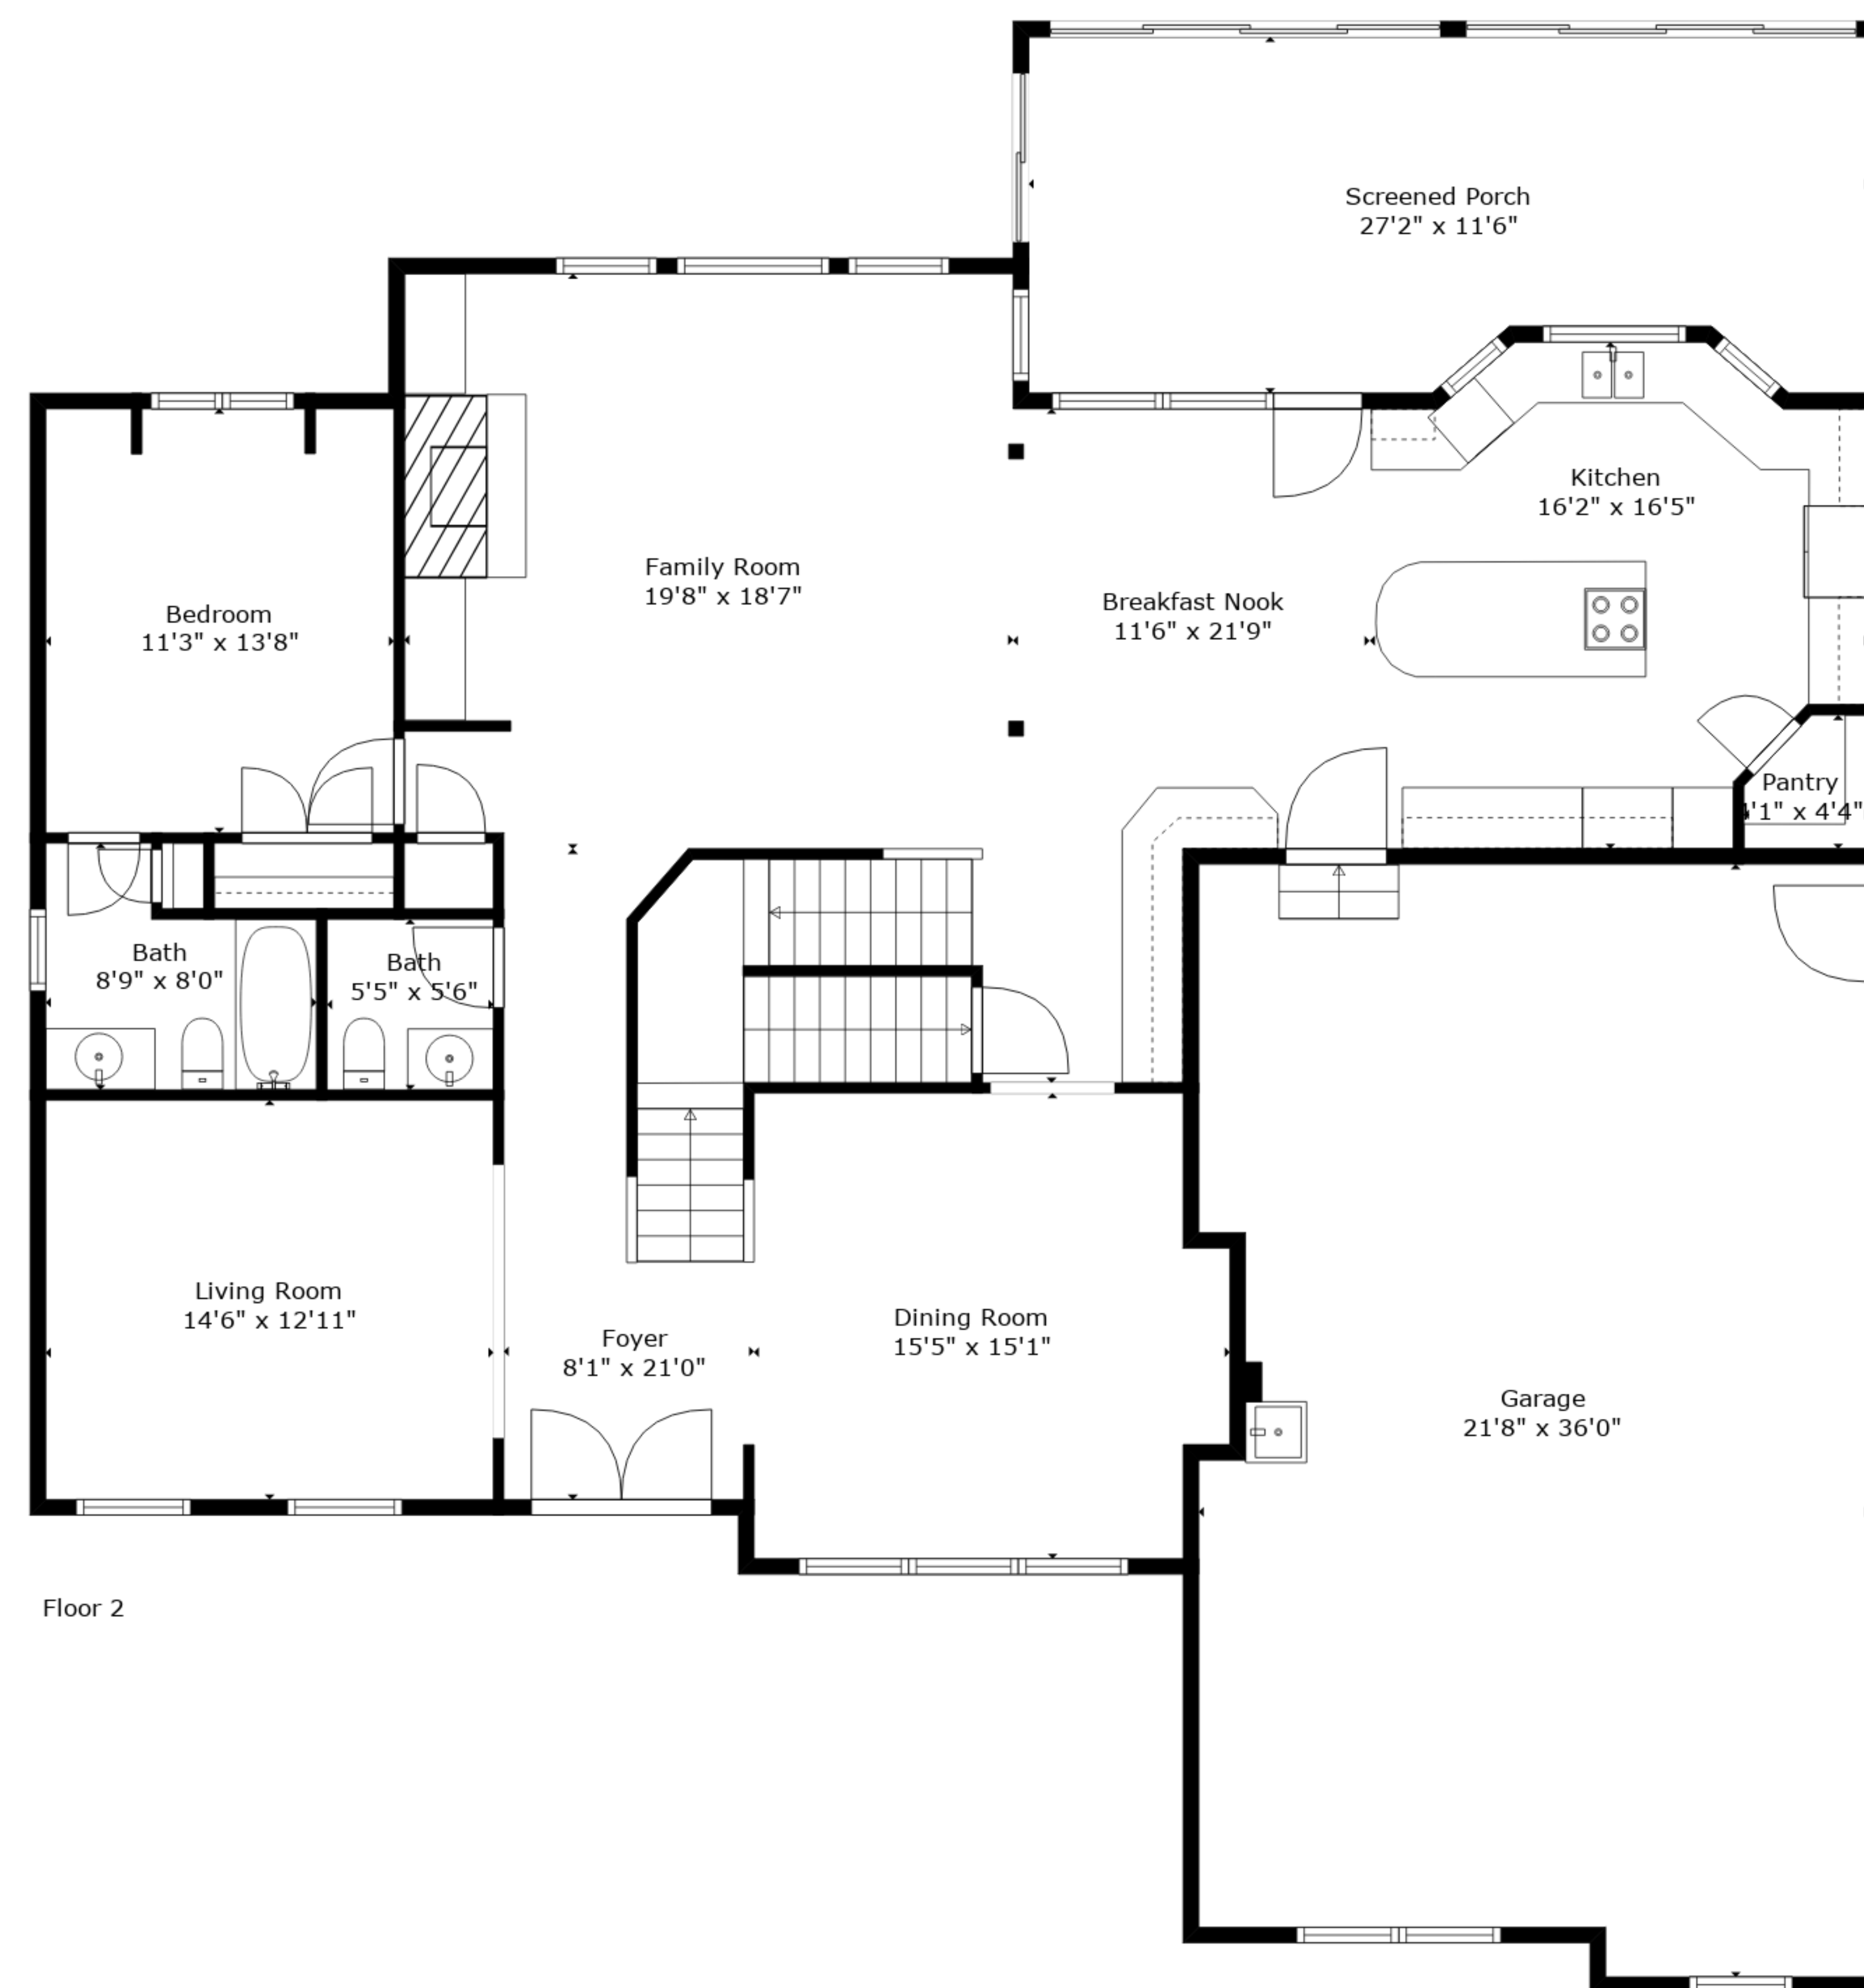 Screened Porch
27'2" x 11'6"
Kitchen
16'2" x 16'5"
Family Room
19'8" x 18'7"
Breakfast Nook
11'6" x 21'9"
Bedroom
11'3" x 13'8"
Pantry
'1" x 4'4"
Bath
8'9" x 8'0"
Bath
5'5" x 5'6"
Living Room
14'6" x 12'11"
Foyer
8'1" x 21'0"
Dining Room
15'5" x 15'1"
Garage
21'8" x 36'0"
Floor 2